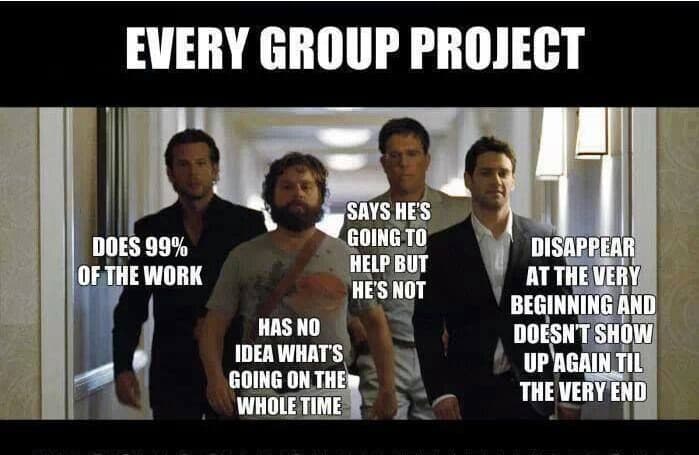 EVERY GROUP PROJECT
DOES 99%
OF THE WORK
HAS NO
IDEA WHAT'S
GOING ON THE
WHOLE TIME
SAYS HE'S
GOING TO
HELP BUT
HE'S NOT
DISAPPEAR
AT THE VERY
BEGINNING AND
DOESN'T SHOW
UP AGAIN TIL
THE VERY END